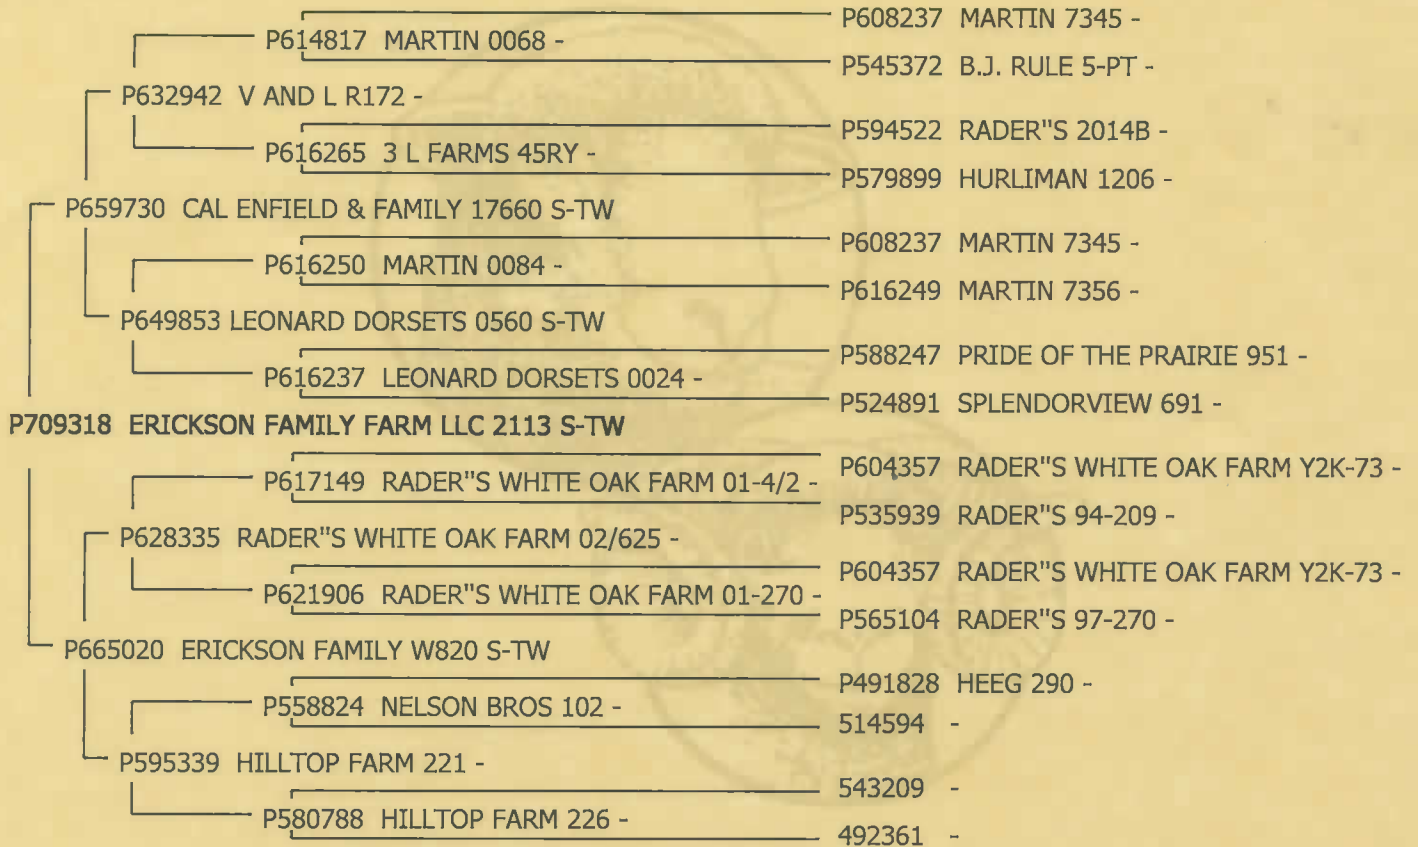 P608237 MARTIN 7345 -
P614817 MARTIN 0068 -
P545372 B.J. RULE 5-PT -
P632942 V AND L R172 -
P594522 RADER"S 2014B -
P616265 3 L FARMS 45RY -
P579899 HURLIMAN 1206 -
P659730 CAL ENFIELD & FAMILY 17660 S-TW
P608237 MARTIN 7345 -
P616250 MARTIN 0084 -
P616249 MARTIN 7356 -
P649853 LEONARD DORSETS 0560 S-TW
P588247 PRIDE OF THE PRAIRIE 951 -
P616237 LEONARD DORSETS 0024 -
P524891 SPLENDORVIEW 691 -
P709318 ERICKSON FAMILY FARM LLC 2113 S-TW
P604357 RADER"S WHITE OAK FARM Y2K-73 -
P617149 RADER"S WHITE OAK FARM 01-4/2 -
P535939 RADER"S 94-209 -
P628335 RADER"S WHITE OAK FARM 02/625 -
P604357 RADER"S WHITE OAK FARM Y2K-73 -
P621906 RADER"S WHITE OAK FARM 01-270 -
P565104 RADER"S 97-270 -
P665020 ERICKSON FAMILY W820 S-TW
P491828 HEEG 290 -
P558824 NELSON BROS 102 -
514594 -
P595339 HILLTOP FARM 221 -
543209 -
P580788 HILLTOP FARM 226 -
492361 -